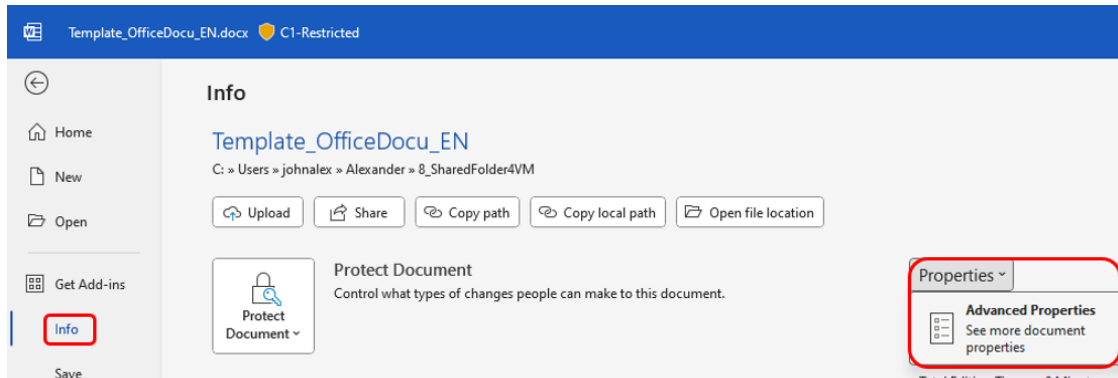 Template_OfficeDocu_EN.docx C1-Restricted
Info
Home
New
Open
Get Add-ins
Info
Save
Template_OfficeDocu_EN
C: » Users » johnalex » Alexander » 8_SharedFolder4VM
Upload Share Copy path Copy local path Open file location
Protect
Document
Protect Document
Control what types of changes people can make to this document.
Properties
Advanced Properties
See more document
properties